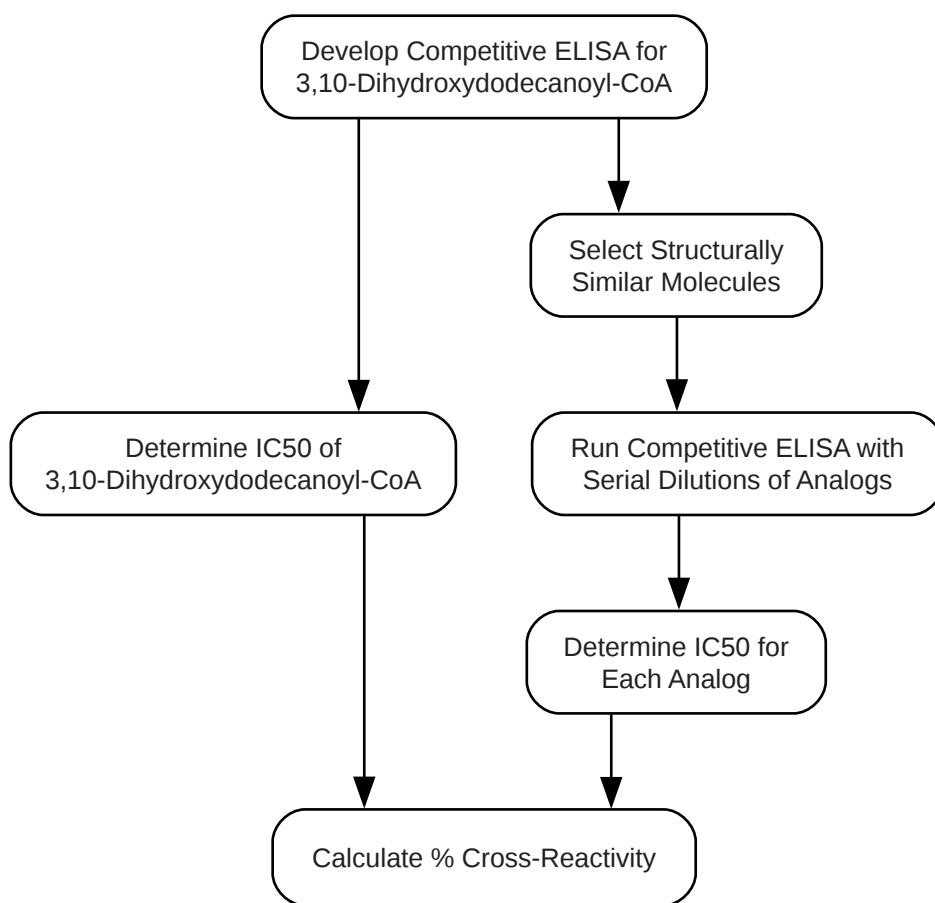 Develop Competitive ELISA for
3,10-Dihydroxydodecanoyl-CoA
Select Structurally
Similar Molecules
Determine IC50 of
3,10-Dihydroxydodecanoyl-CoA
Run Competitive ELISA with
Serial Dilutions of Analogs
Determine IC50 for
Each Analog
Calculate % Cross-Reactivity